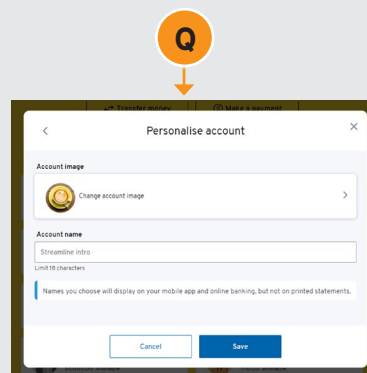 Q
Transfer money
Make a payment
Personalise account
Account image
Change account image
Account name
Streamline intro
Limit 18 characters
Names you choose will display on your mobile app and online banking, but not on printed statements.
Cancel
Save